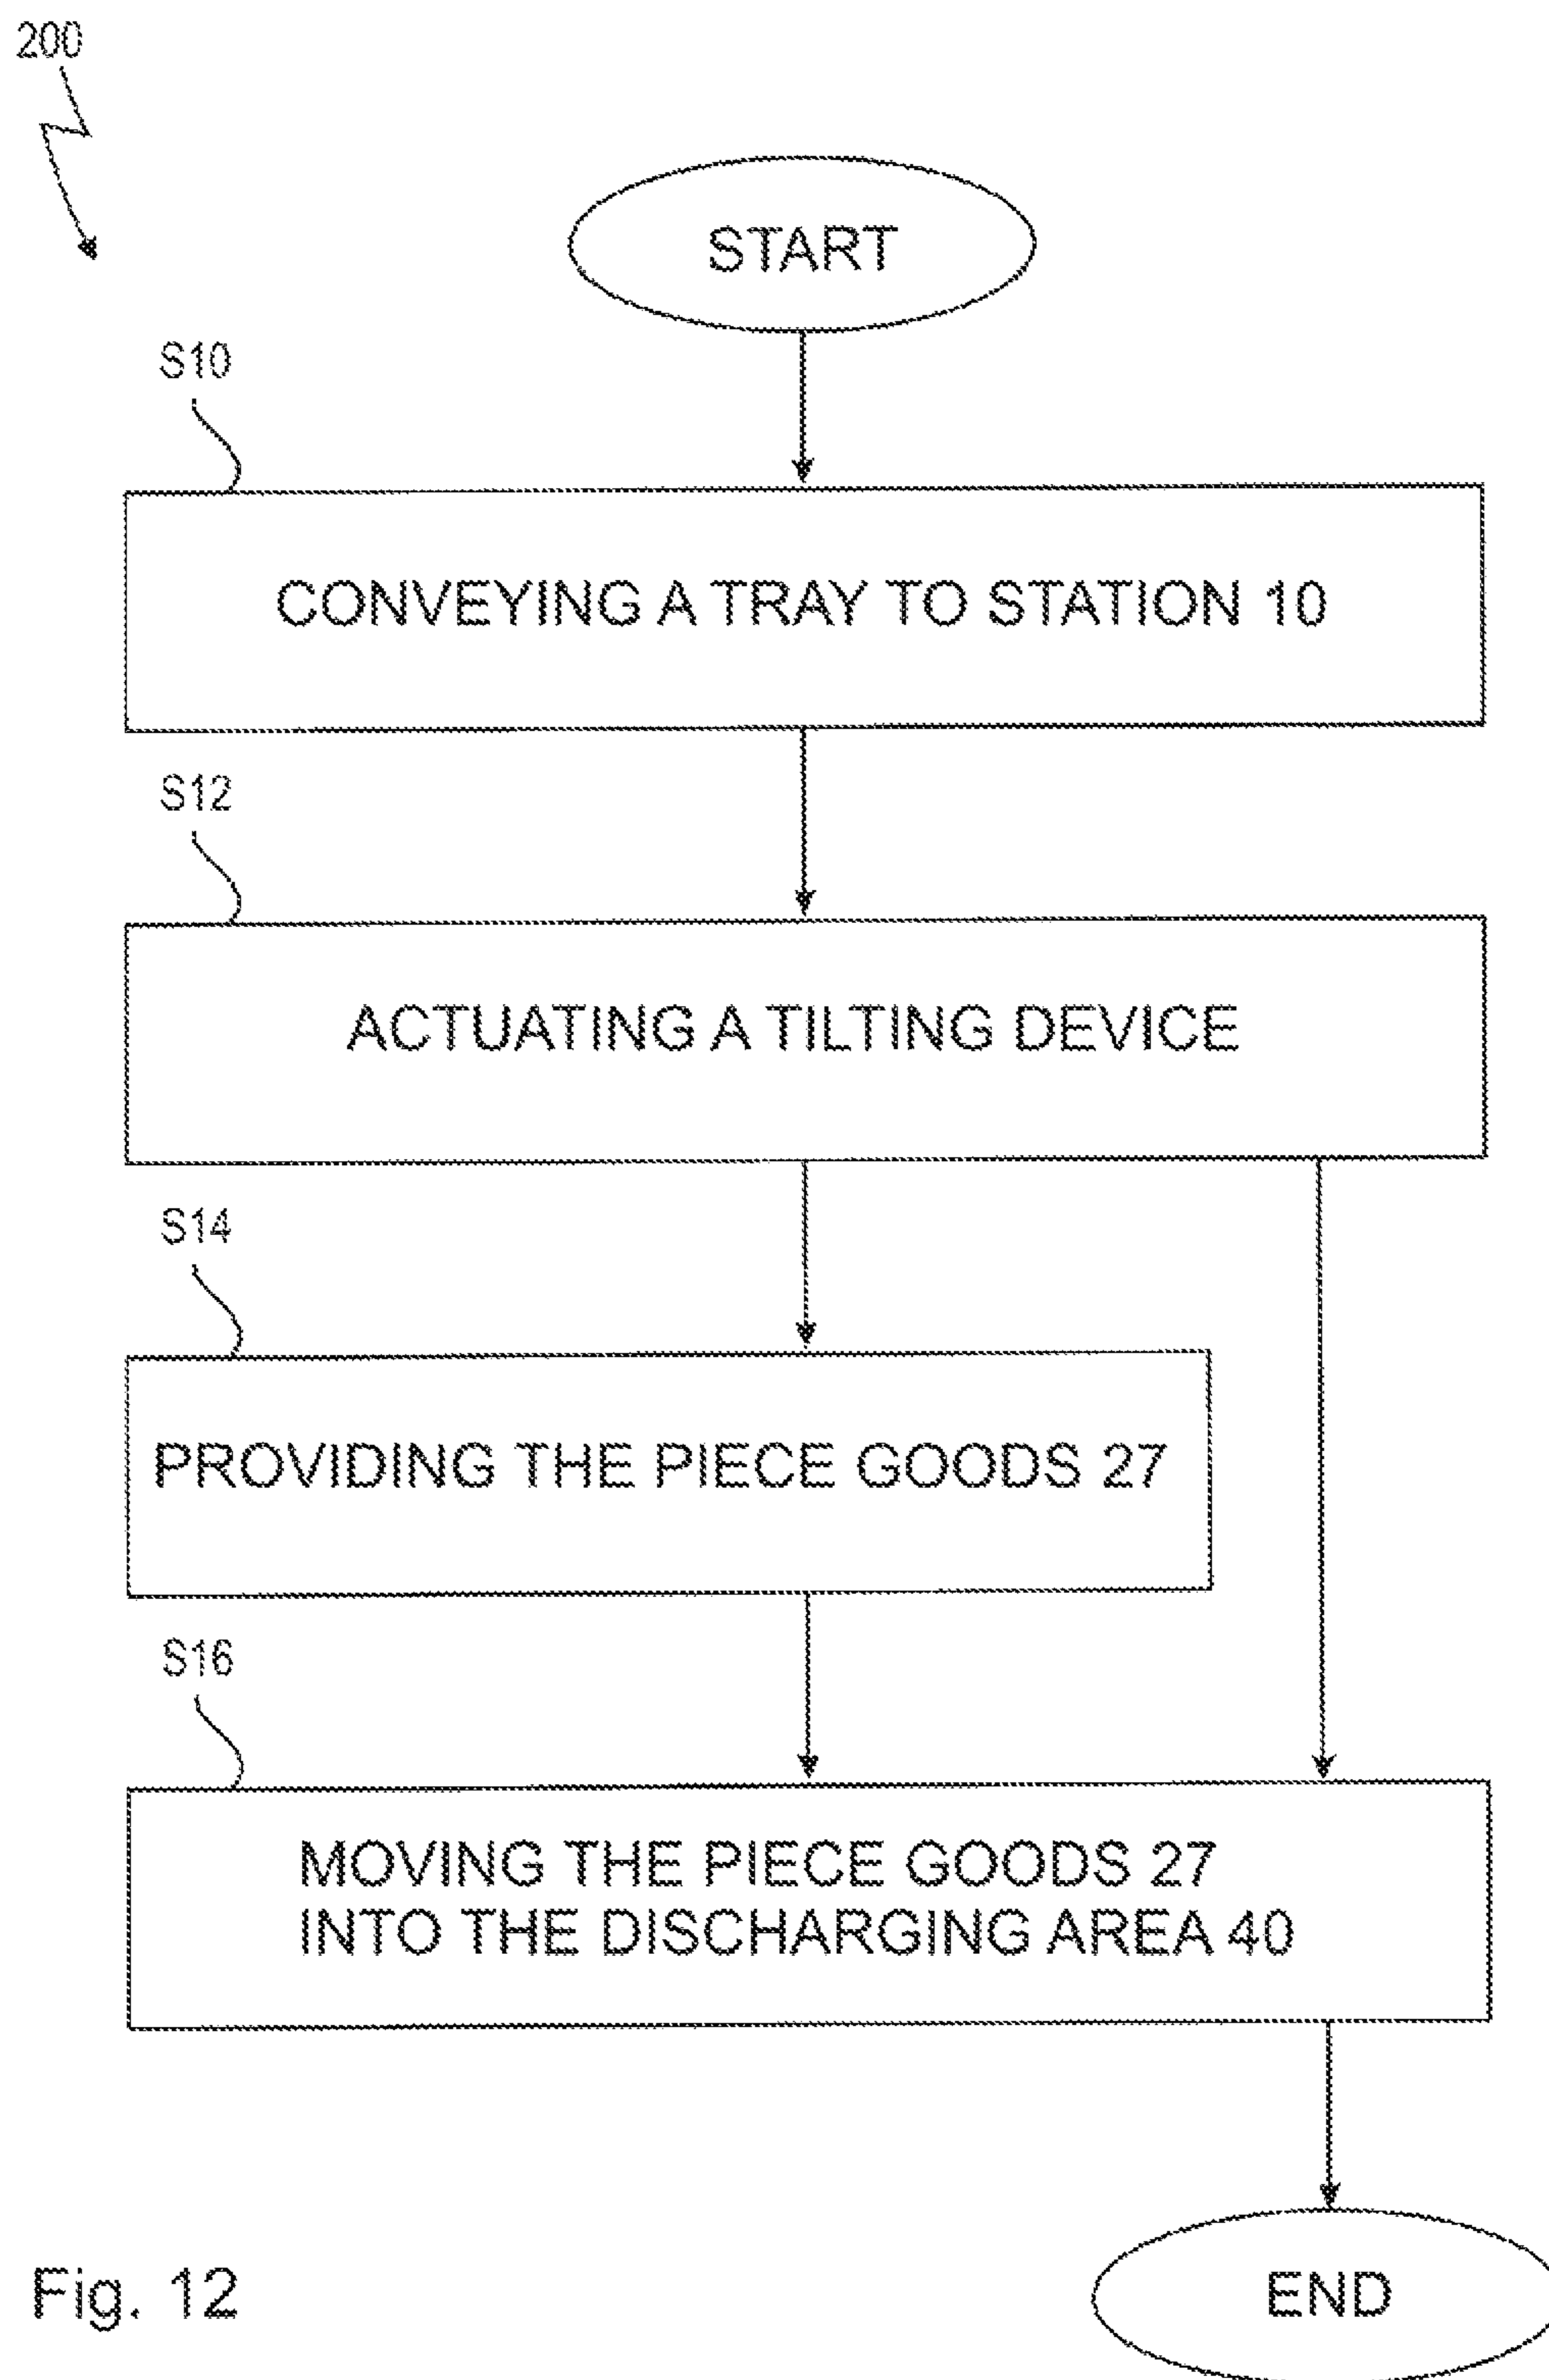 200
START
S10
CONVEYING A TRAY TO STATION 10
S12
ACTUATING A TILTING DEVICE
S14
PROVIDING THE PIECE GOODS 27
S16
MOVING THE PIECE GOODS 27
INTO THE DISCHARGING AREA 40
END
Fig. 12